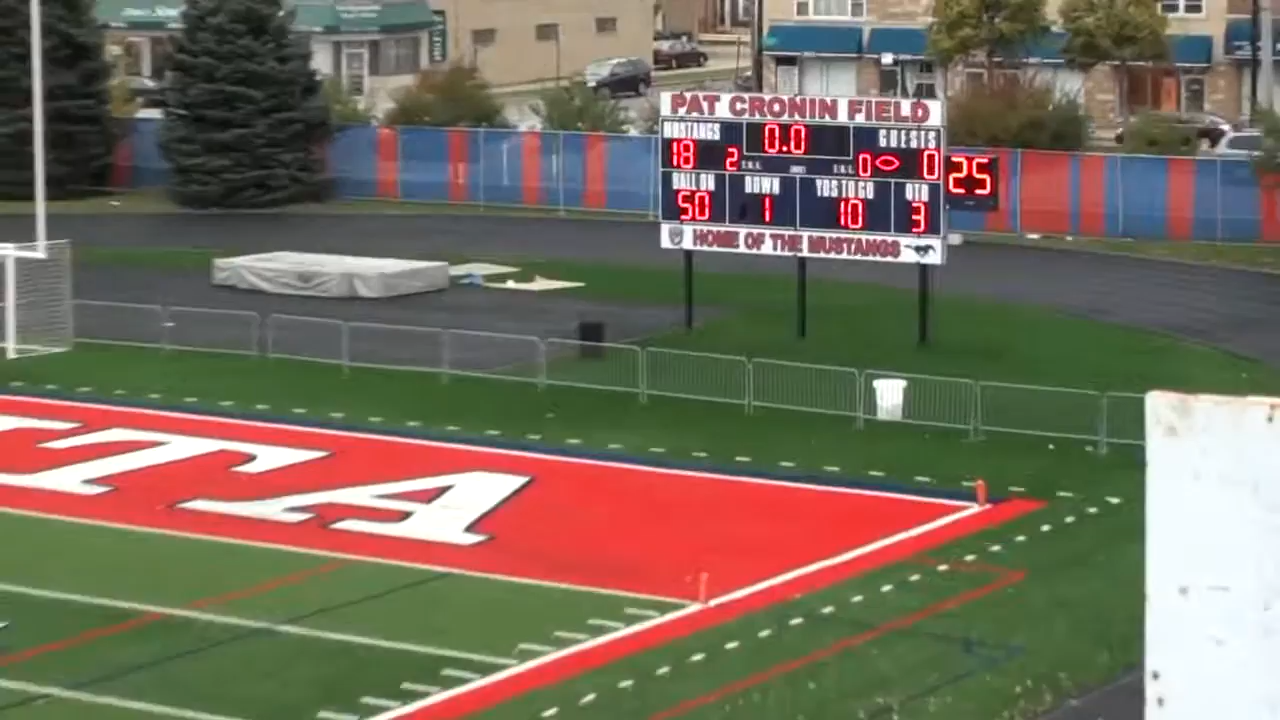 PAT CRONIN FIELD
MUSTANGS 0.0 GUESTS
18 2 0 0 25
BALL ON DOWN YDS TO GO QTR
50 1 10 3
HOME OF THE MUSTANGS
ITA